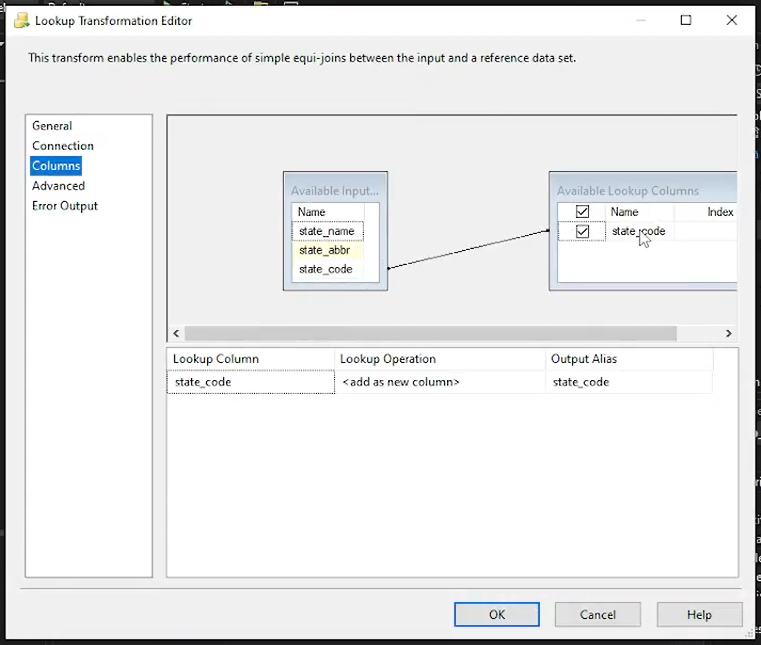 Lookup Transformation Editor
This transform enables the performance of simple equi-joins between the input and a reference data set.
General
Connection
Columns
Advanced
Error Output
Available Input...
Name
state_name
state_abbr
state_code
Available Lookup Columns
Name Index
state_code
Lookup Column Lookup Operation Output Alias
state_code <add as new column> state_code
OK Cancel Help